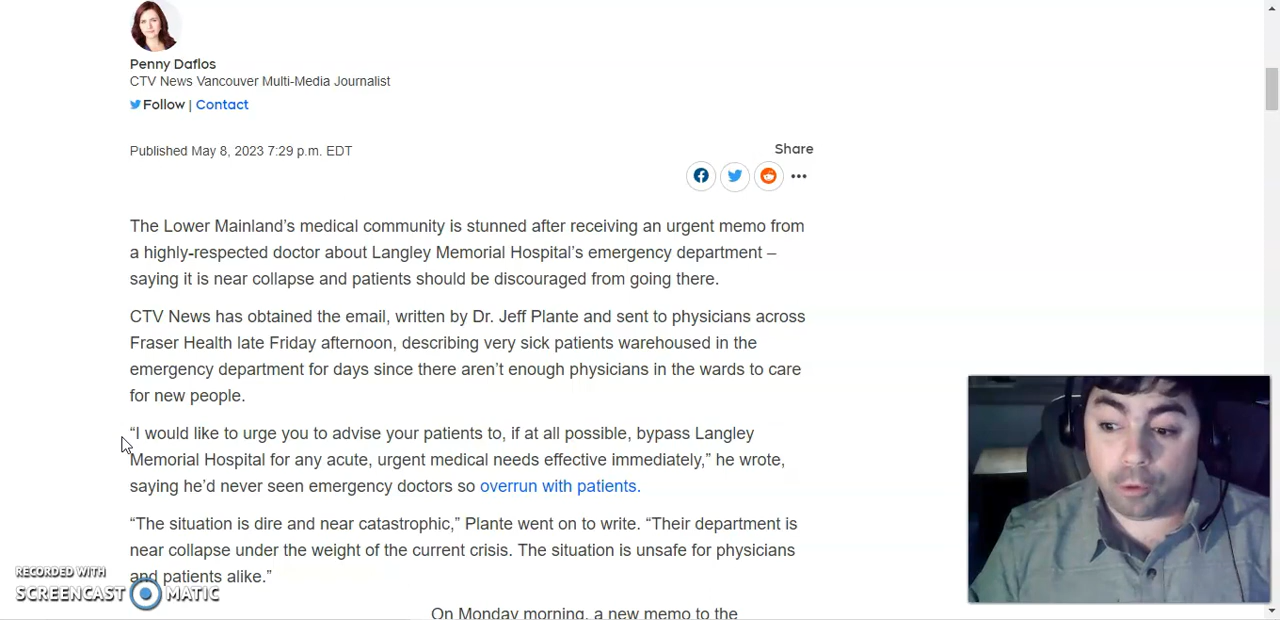 Penny Daflos
CTV News Vancouver Multi-Media Journalist
Follow | Contact
Published May 8, 2023 7:29 p.m. EDT
Share
The Lower Mainland’s medical community is stunned after receiving an urgent memo from
a highly-respected doctor about Langley Memorial Hospital’s emergency department –
saying it is near collapse and patients should be discouraged from going there.
CTV News has obtained the email, written by Dr. Jeff Plante and sent to physicians across
Fraser Health late Friday afternoon, describing very sick patients warehoused in the
emergency department for days since there aren’t enough physicians in the wards to care
for new people.
“I would like to urge you to advise your patients to, if at all possible, bypass Langley
Memorial Hospital for any acute, urgent medical needs effective immediately,” he wrote,
saying he’d never seen emergency doctors so overrun with patients.
“The situation is dire and near catastrophic,” Plante went on to write. “Their department is
near collapse under the weight of the current crisis. The situation is unsafe for physicians
and patients alike.”
On Monday morning, a new memo to the
RECORDED WITH
SCREENCAST MATIC